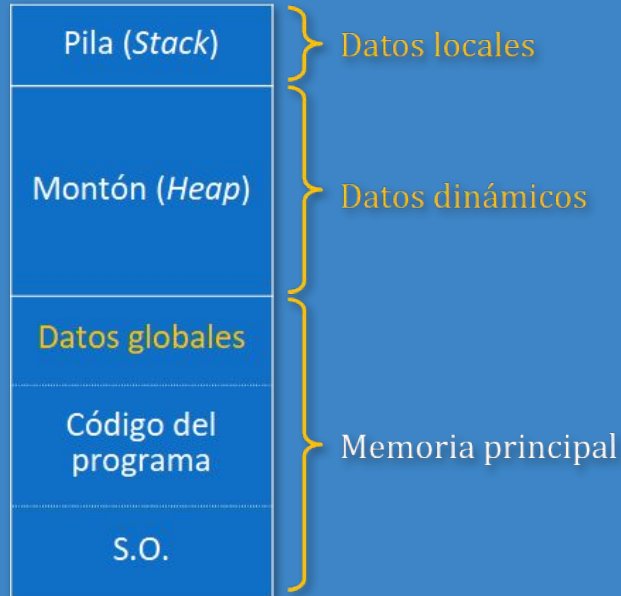 Pila (Stack)
Datos locales
Montón (Heap)
Datos dinámicos
Datos globales
Código del
programa
Memoria principal
S.O.